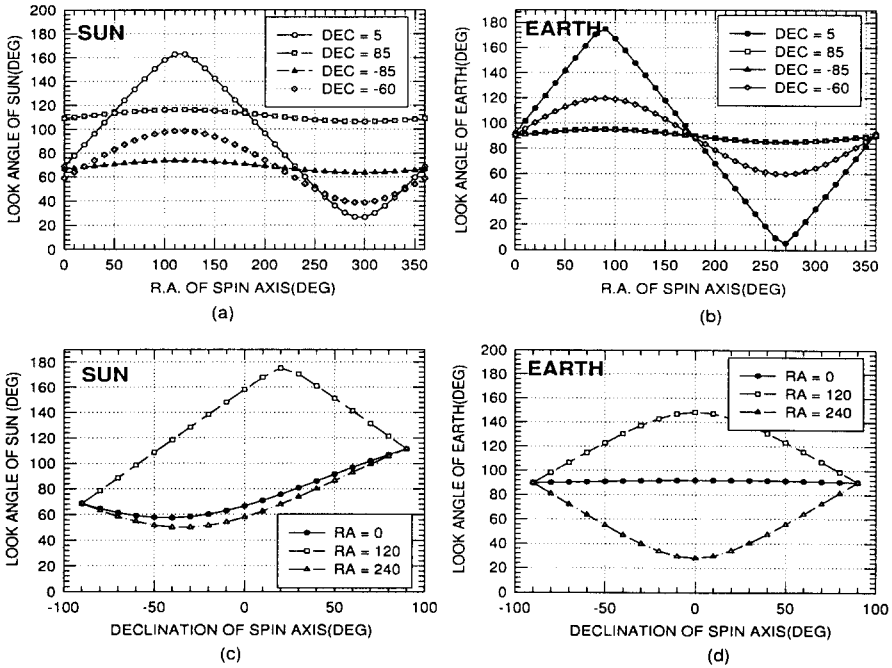 SUN
DEC = 5
DEC = 85
DEC = -85
DEC = -60
LOOK ANGLE OF SUN(DEG)
200
180
160
140
120
100
80
60
40
20
0
0 50 100 150 200 250 300 350
R.A. OF SPIN AXIS(DEG)
(a)
EARTH
DEC = 5
DEC = 85
DEC = -85
DEC = -60
LOOK ANGLE OF EARTH(DEG)
180
160
140
120
100
80
60
40
20
0
0 50 100 150 200 250 300 350
R.A. OF SPIN AXIS(DEG)
(b)
SUN
RA = 0
RA = 120
RA = 240
LOOK ANGLE OF SUN (DEG)
180
160
140
120
100
80
60
40
20
0
-100 -50 0 50 100
DECLINATION OF SPIN AXIS(DEG)
(c)
EARTH
RA = 0
RA = 120
RA = 240
LOOK ANGLE OF EARTH(DEG)
200
180
160
140
120
100
80
60
40
20
0
-100 -50 0 50 100
DECLINATION OF SPIN AXIS(DEG)
(d)